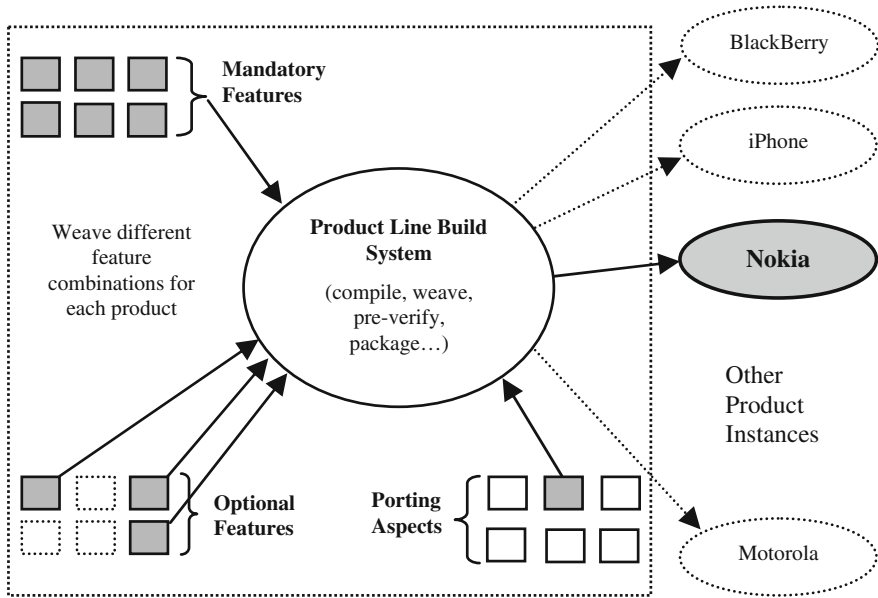 Mandatory
Features
BlackBerry
iPhone
Nokia
Weave different
feature
combinations for
each product
Product Line Build
System
(compile, weave,
pre-verify,
package…)
Other
Product
Instances
Optional
Features
Porting
Aspects
Motorola